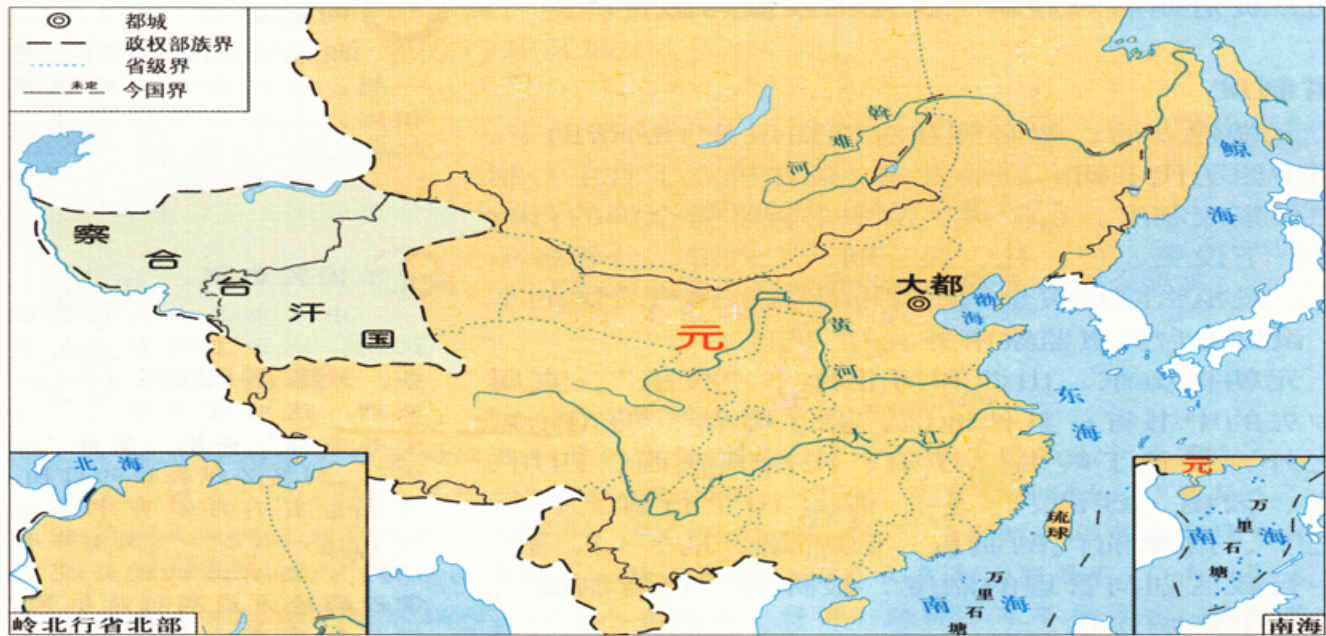 都城
政权部族界
省级界
未定
今国界
斡
难
河
鲸
海
察
合
台
汗
国
大都
渤
海
元
黄
河
东
海
大
江
北海
岭北行省北部
琉
球
万
里
石
塘
南
海
元
万
里
石
塘
南
海
南海